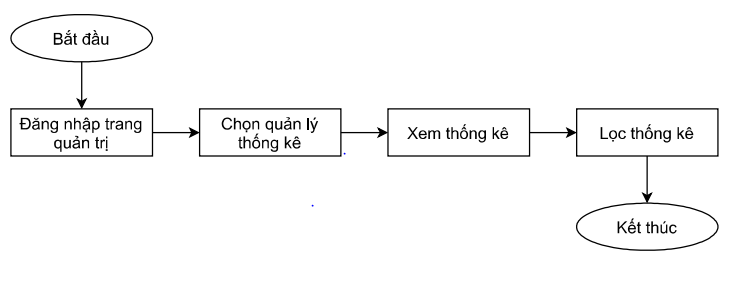 Bắt đầu
Đăng nhập trang
quản trị
Chọn quản lý
thống kê
Xem thống kê
Lọc thống kê
Kết thúc